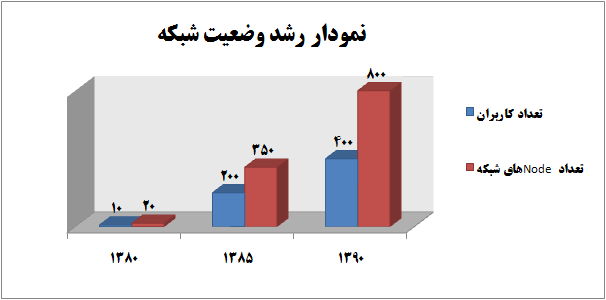 نمودار رشد وضعیت شبکه
۸۰۰
۴۰۰
۳۵۰
۲۰۰
۲۰
۱۰
۱۳۸۰ ۱۳۸۵ ۱۳۹۰
تعداد کاربران
تعداد Nodeهای شبکه